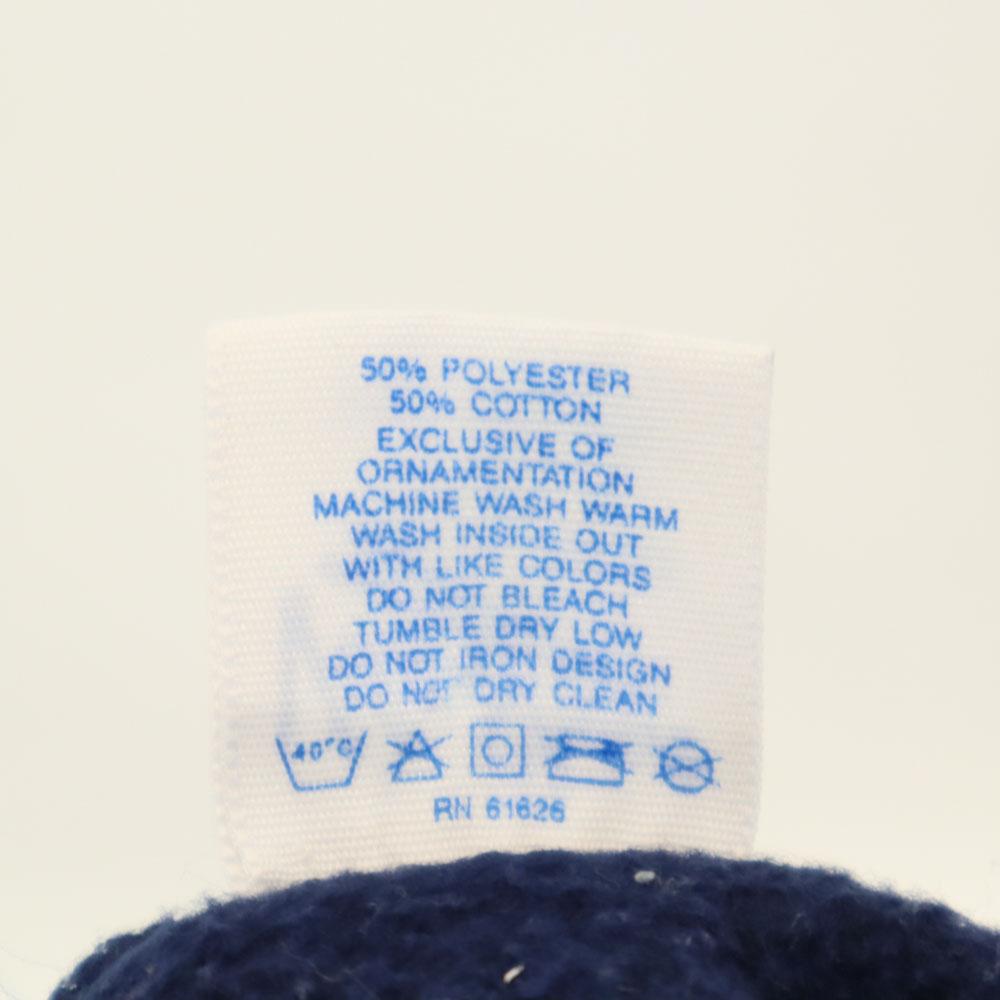 50% POLYESTER
50% COTTON
EXCLUSIVE OF
ORNAMENTATION
MACHINE WASH WARM
WASH INSIDE OUT
WITH LIKE COLORS
DO NOT BLEACH
TUMBLE DRY LOW
DO NOT IRON DESIGN
DO NOT DRY CLEAN
40°C
RN 61626